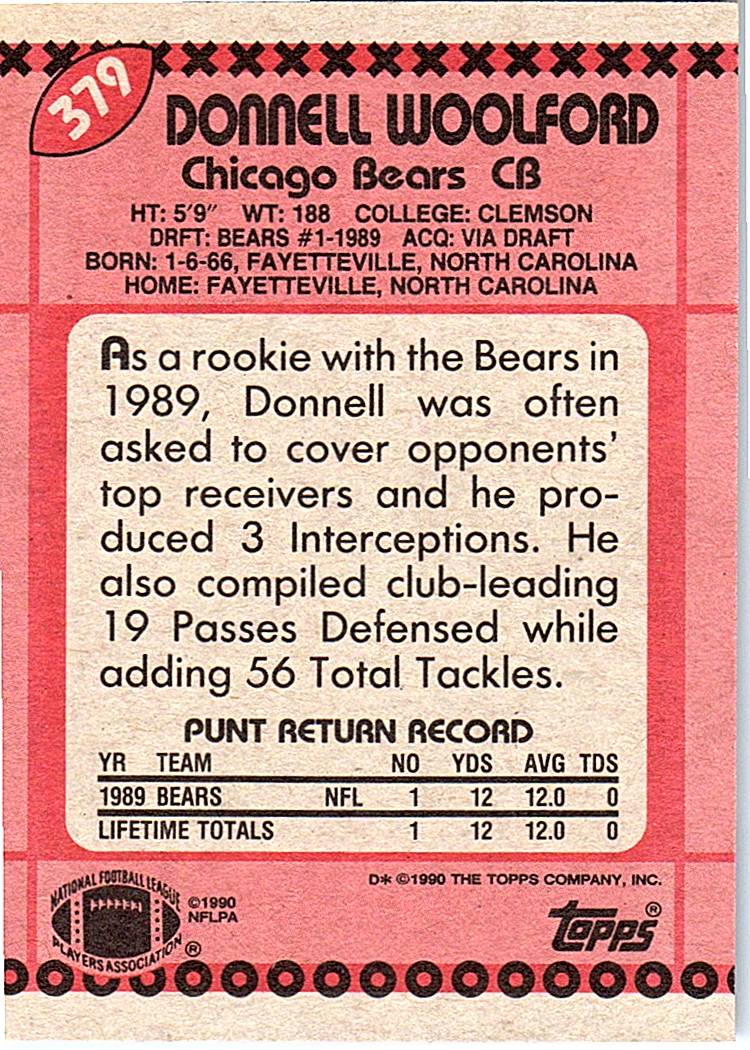 379
DONNELL WOOLFORD
Chicago Bears CB
HT: 5'9" WT: 188 COLLEGE: CLEMSON
DRFT: BEARS #1-1989 ACQ: VIA DRAFT
BORN: 1-6-66, FAYETTEVILLE, NORTH CAROLINA
HOME: FAYETTEVILLE, NORTH CAROLINA
As a rookie with the Bears in
1989, Donnell was often
asked to cover opponents'
top receivers and he pro-
duced 3 Interceptions. He
also compiled club-leading
19 Passes Defensed while
adding 56 Total Tackles.
PUNT RETURN RECORD
YR TEAM NO YDS AVG TDS
1989 BEARS NFL 1 12 12.0 0
LIFETIME TOTALS 1 12 12.0 0
NATIONAL FOOTBALL LEAGUE
PLAYERS ASSOCIATION ®
©1990
NFLPA
D* ©1990 THE TOPPS COMPANY, INC.
Topps ®